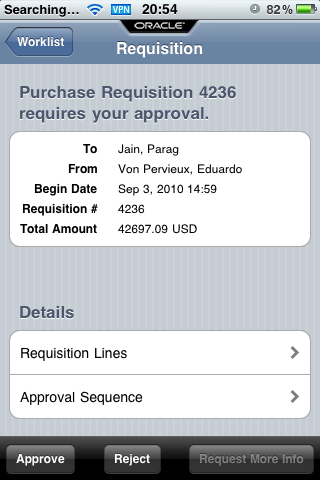 Searching... VPN 20:54 82%
ORACLE
Worklist
Requisition
Purchase Requisition 4236
requires your approval.
To Jain, Parag
From Von Pervieux, Eduardo
Begin Date Sep 3, 2010 14:59
Requisition # 4236
Total Amount 42697.09 USD
Details
Requisition Lines
Approval Sequence
Approve Reject Request More Info